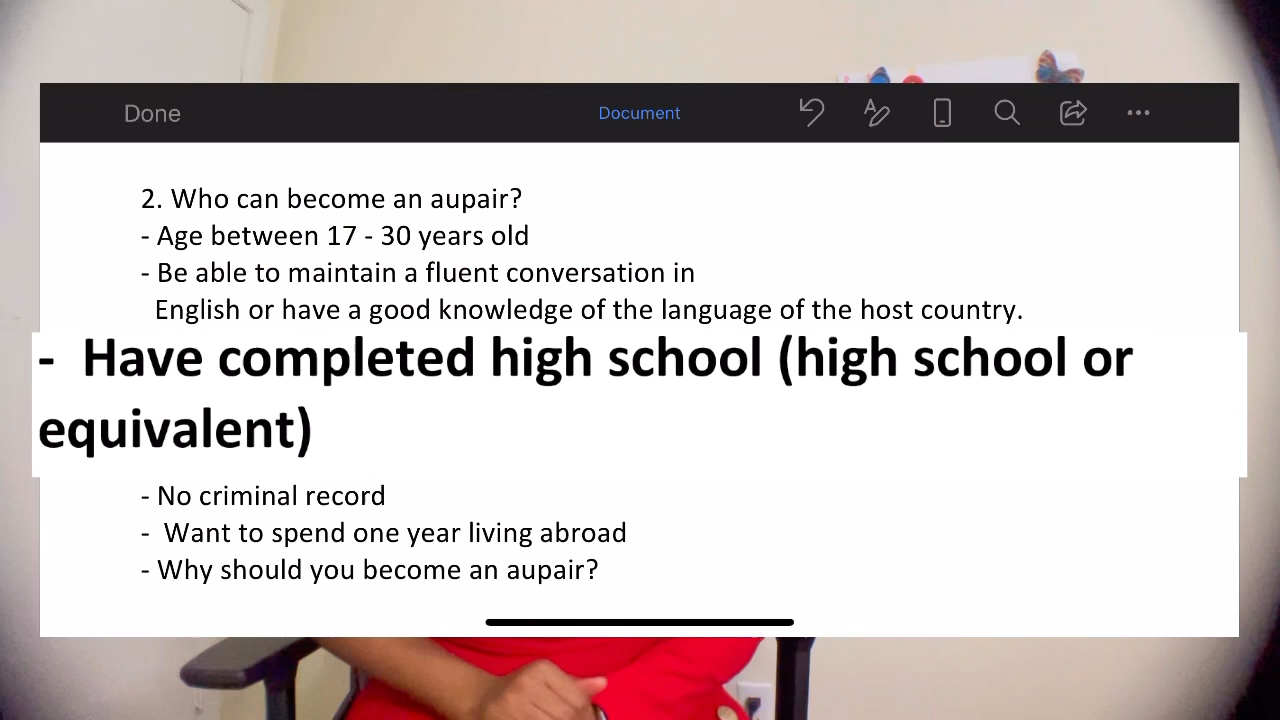 Done
Document
2. Who can become an aupair?
- Age between 17 - 30 years old
- Be able to maintain a fluent conversation in
English or have a good knowledge of the language of the host country.
- Have completed high school (high school or
equivalent)
- No criminal record
- Want to spend one year living abroad
- Why should you become an aupair?